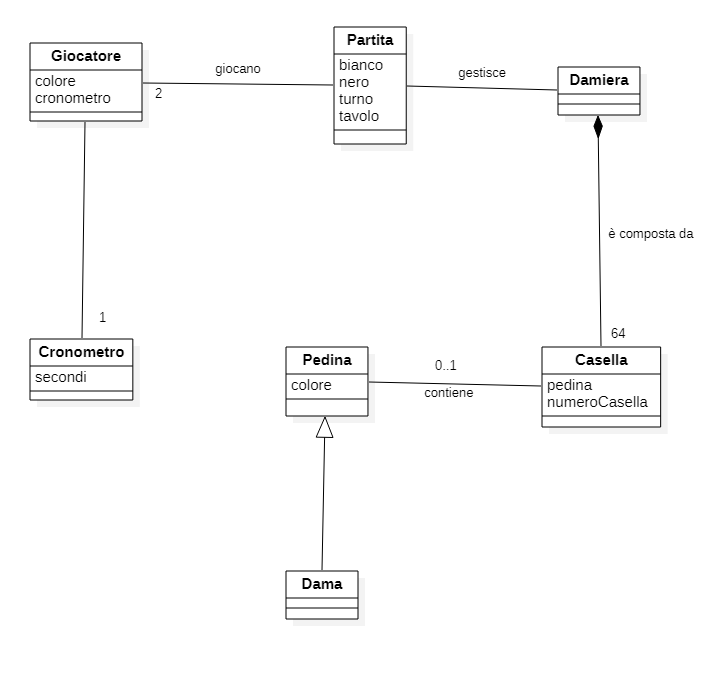 Giocatore
colore
cronometro
giocano
2
Partita
bianco
nero
turno
tavolo
gestisce
Damiera
è composta da
64
1
Cronometro
secondi
Pedina
colore
0..1
contiene
Casella
pedina
numeroCasella
Dama